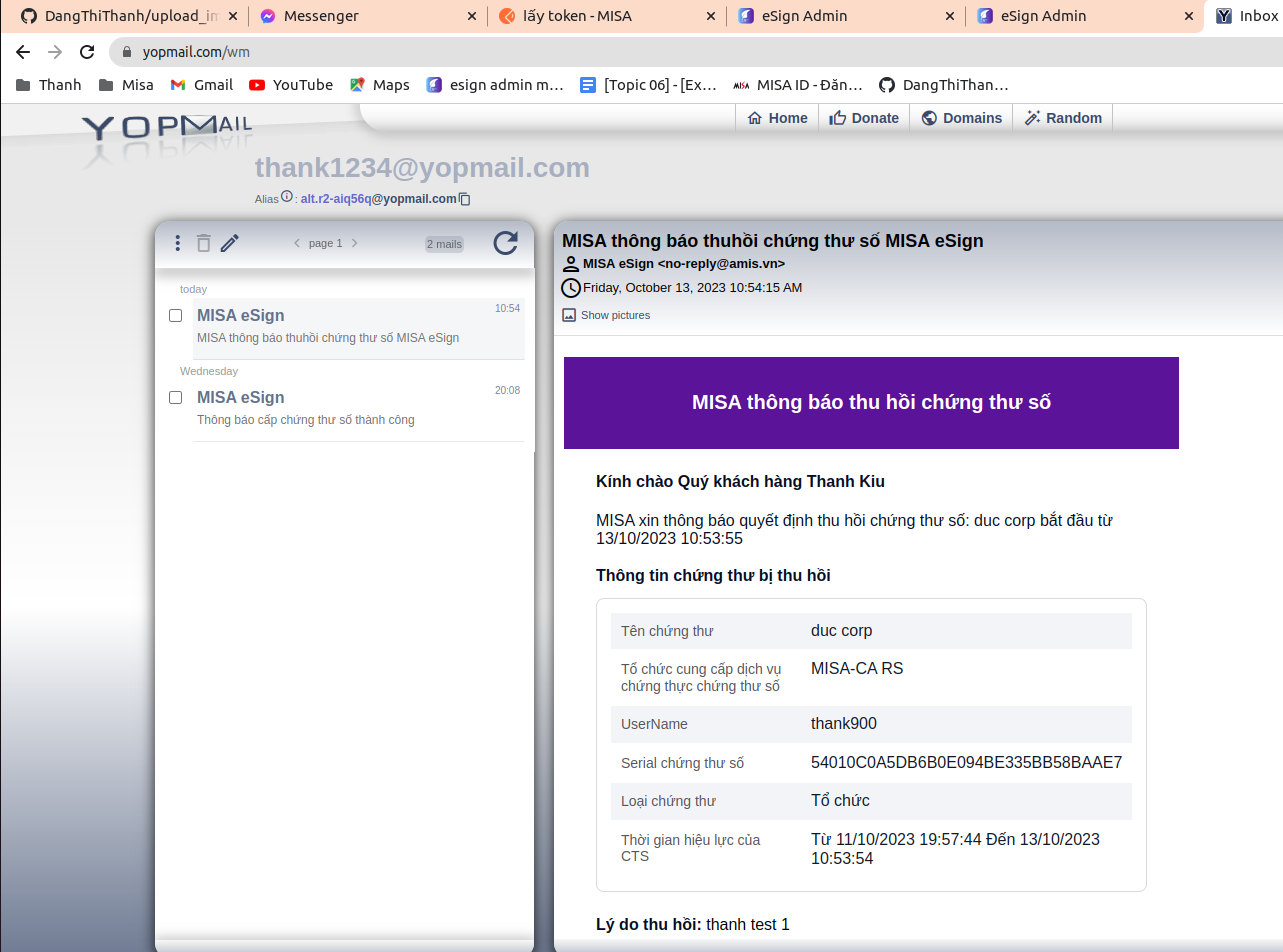 DangThiThanh/upload_im
Messenger
lấy token - MISA
eSign Admin
eSign Admin
Inbox
yopmail.com/wm
Thanh
Misa
Gmail
YouTube
Maps
esign admin m…
[Topic 06] - [Ex…
MISA ID - Đăn…
DangThiThan…
YOPMAIL
Home
Donate
Domains
Random
thank1234@yopmail.com
Alias : alt.r2-aiq56q@yopmail.com
page 1
2 mails
today
MISA eSign
10:54
MISA thông báo thuhồi chứng thư số MISA eSign
Wednesday
MISA eSign
20:08
Thông báo cấp chứng thư số thành công
MISA thông báo thuhồi chứng thư số MISA eSign
MISA eSign <no-reply@amis.vn>
Friday, October 13, 2023 10:54:15 AM
Show pictures
MISA thông báo thu hồi chứng thư số
Kính chào Quý khách hàng Thanh Kiu
MISA xin thông báo quyết định thu hồi chứng thư số: duc corp bắt đầu từ
13/10/2023 10:53:55
Thông tin chứng thư bị thu hồi
Tên chứng thư
duc corp
Tổ chức cung cấp dịch vụ
chứng thực chứng thư số
MISA-CA RS
UserName
thank900
Serial chứng thư số
54010C0A5DB6B0E094BE335BB58BAAE7
Loại chứng thư
Tổ chức
Thời gian hiệu lực của
CTS
Từ 11/10/2023 19:57:44 Đến 13/10/2023
10:53:54
Lý do thu hồi: thanh test 1